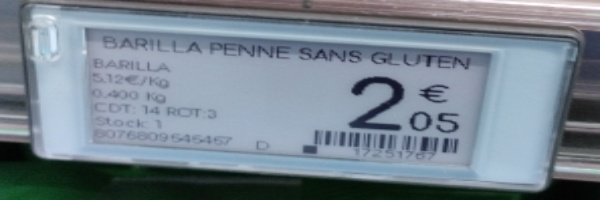 BARILLA PENNE SANS GLUTEN
BARILLA
5,12€/Kg
0,400 Kg
CDT: 14 ROT:3
Stock: 1
8076809545457 D
2 €05
17251767